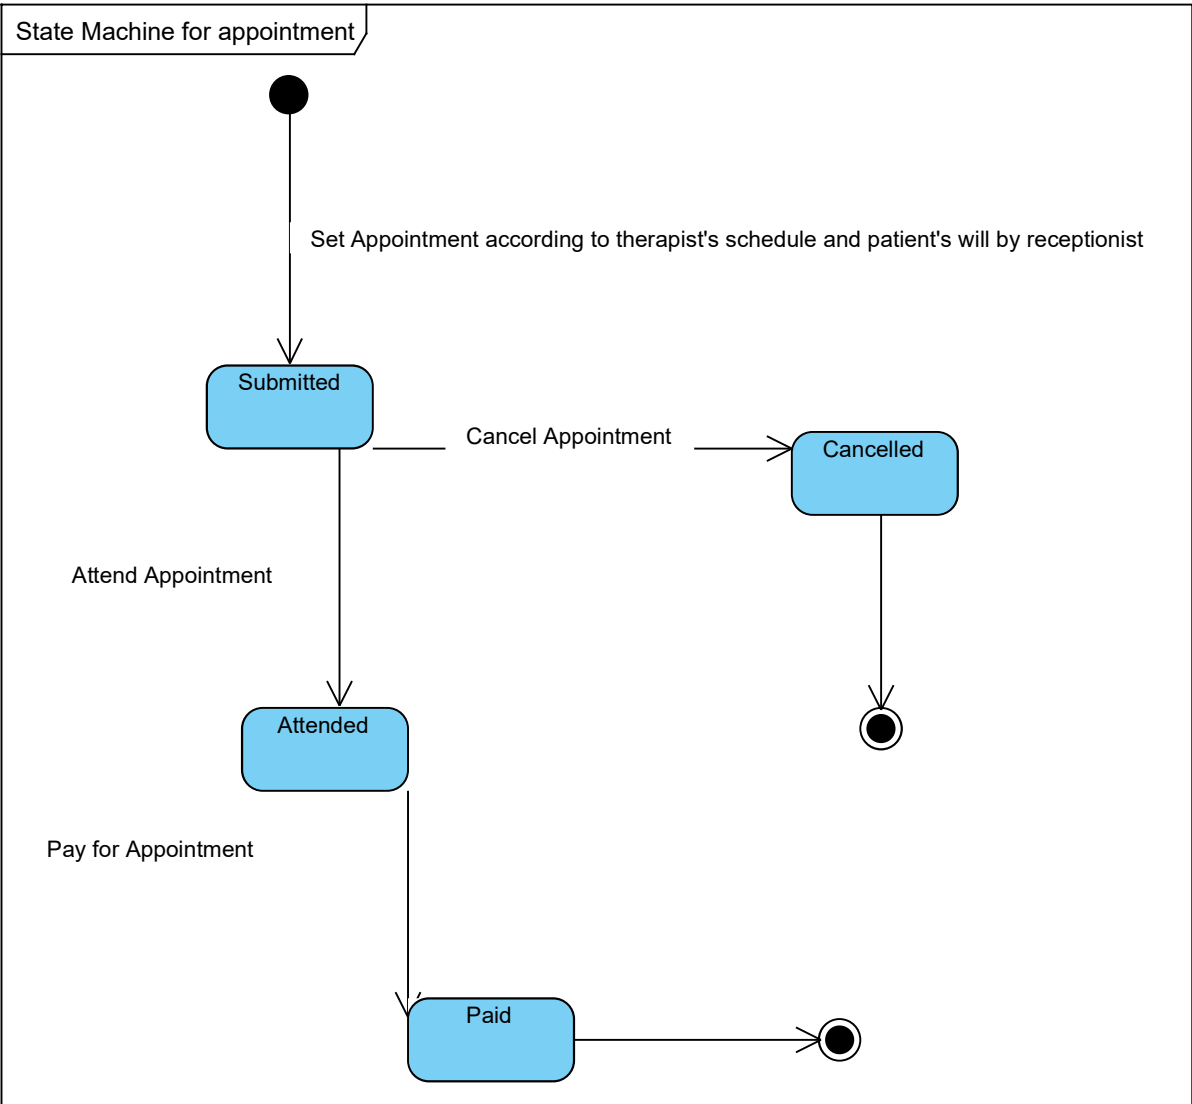 State Machine for appointment
Set Appointment according to therapist's schedule and patient's will by receptionist
Submitted
Cancel Appointment
Cancelled
Attend Appointment
Attended
Pay for Appointment
Paid